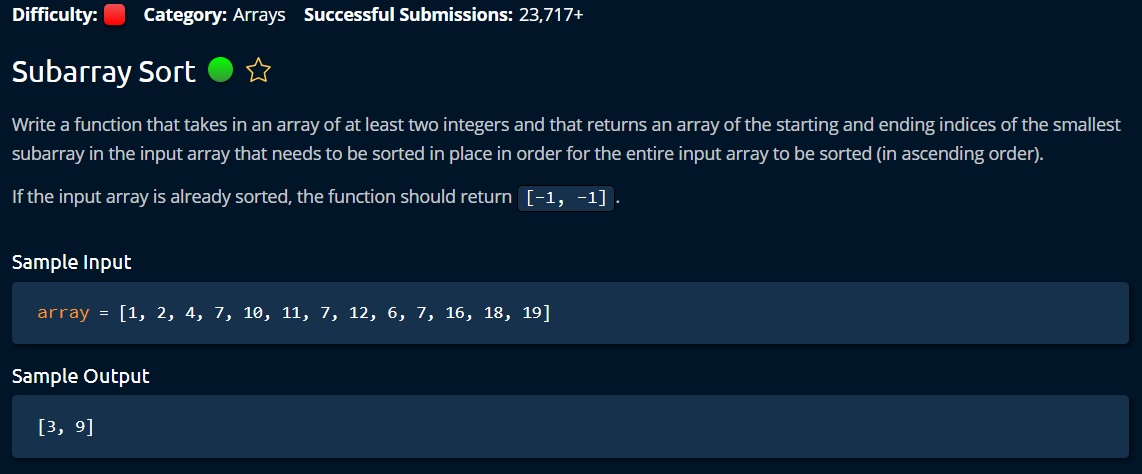 Difficulty: Category: Arrays Successful Submissions: 23,717+
Subarray Sort
Write a function that takes in an array of at least two integers and that returns an array of the starting and ending indices of the smallest
subarray in the input array that needs to be sorted in place in order for the entire input array to be sorted (in ascending order).
If the input array is already sorted, the function should return [-1, -1] .
Sample Input
array = [1, 2, 4, 7, 10, 11, 7, 12, 6, 7, 16, 18, 19]
Sample Output
[3, 9]